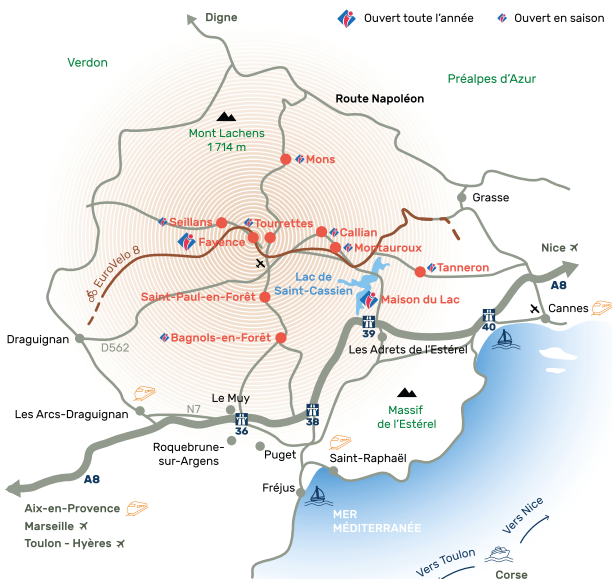 Digne
Ouvert toute l'année
Ouvert en saison
Verdon
Préalpes d'Azur
Route Napoléon
Mont Lachens
1 714 m
Mons
Grasse
Seillans
Tourrettes
Callian
Fayence
Montauroux
Nice
Tanneron
EuroVelo 8
Lac de
Saint-Cassien
A8
Saint-Paul-en-Forêt
Maison du Lac
Cannes
40
39
Draguignan
D562
Bagnols-en-Forêt
Les Adrets de l'Estérel
Le Muy
Les Arcs-Draguignan
N7
36
38
Massif
de l'Estérel
Roquebrune-
sur-Argens
Puget
Saint-Raphaël
A8
Fréjus
Aix-en-Provence
Marseille
Toulon - Hyères
MER
MÉDITERRANÉE
Vers Nice
Vers Toulon
Corse